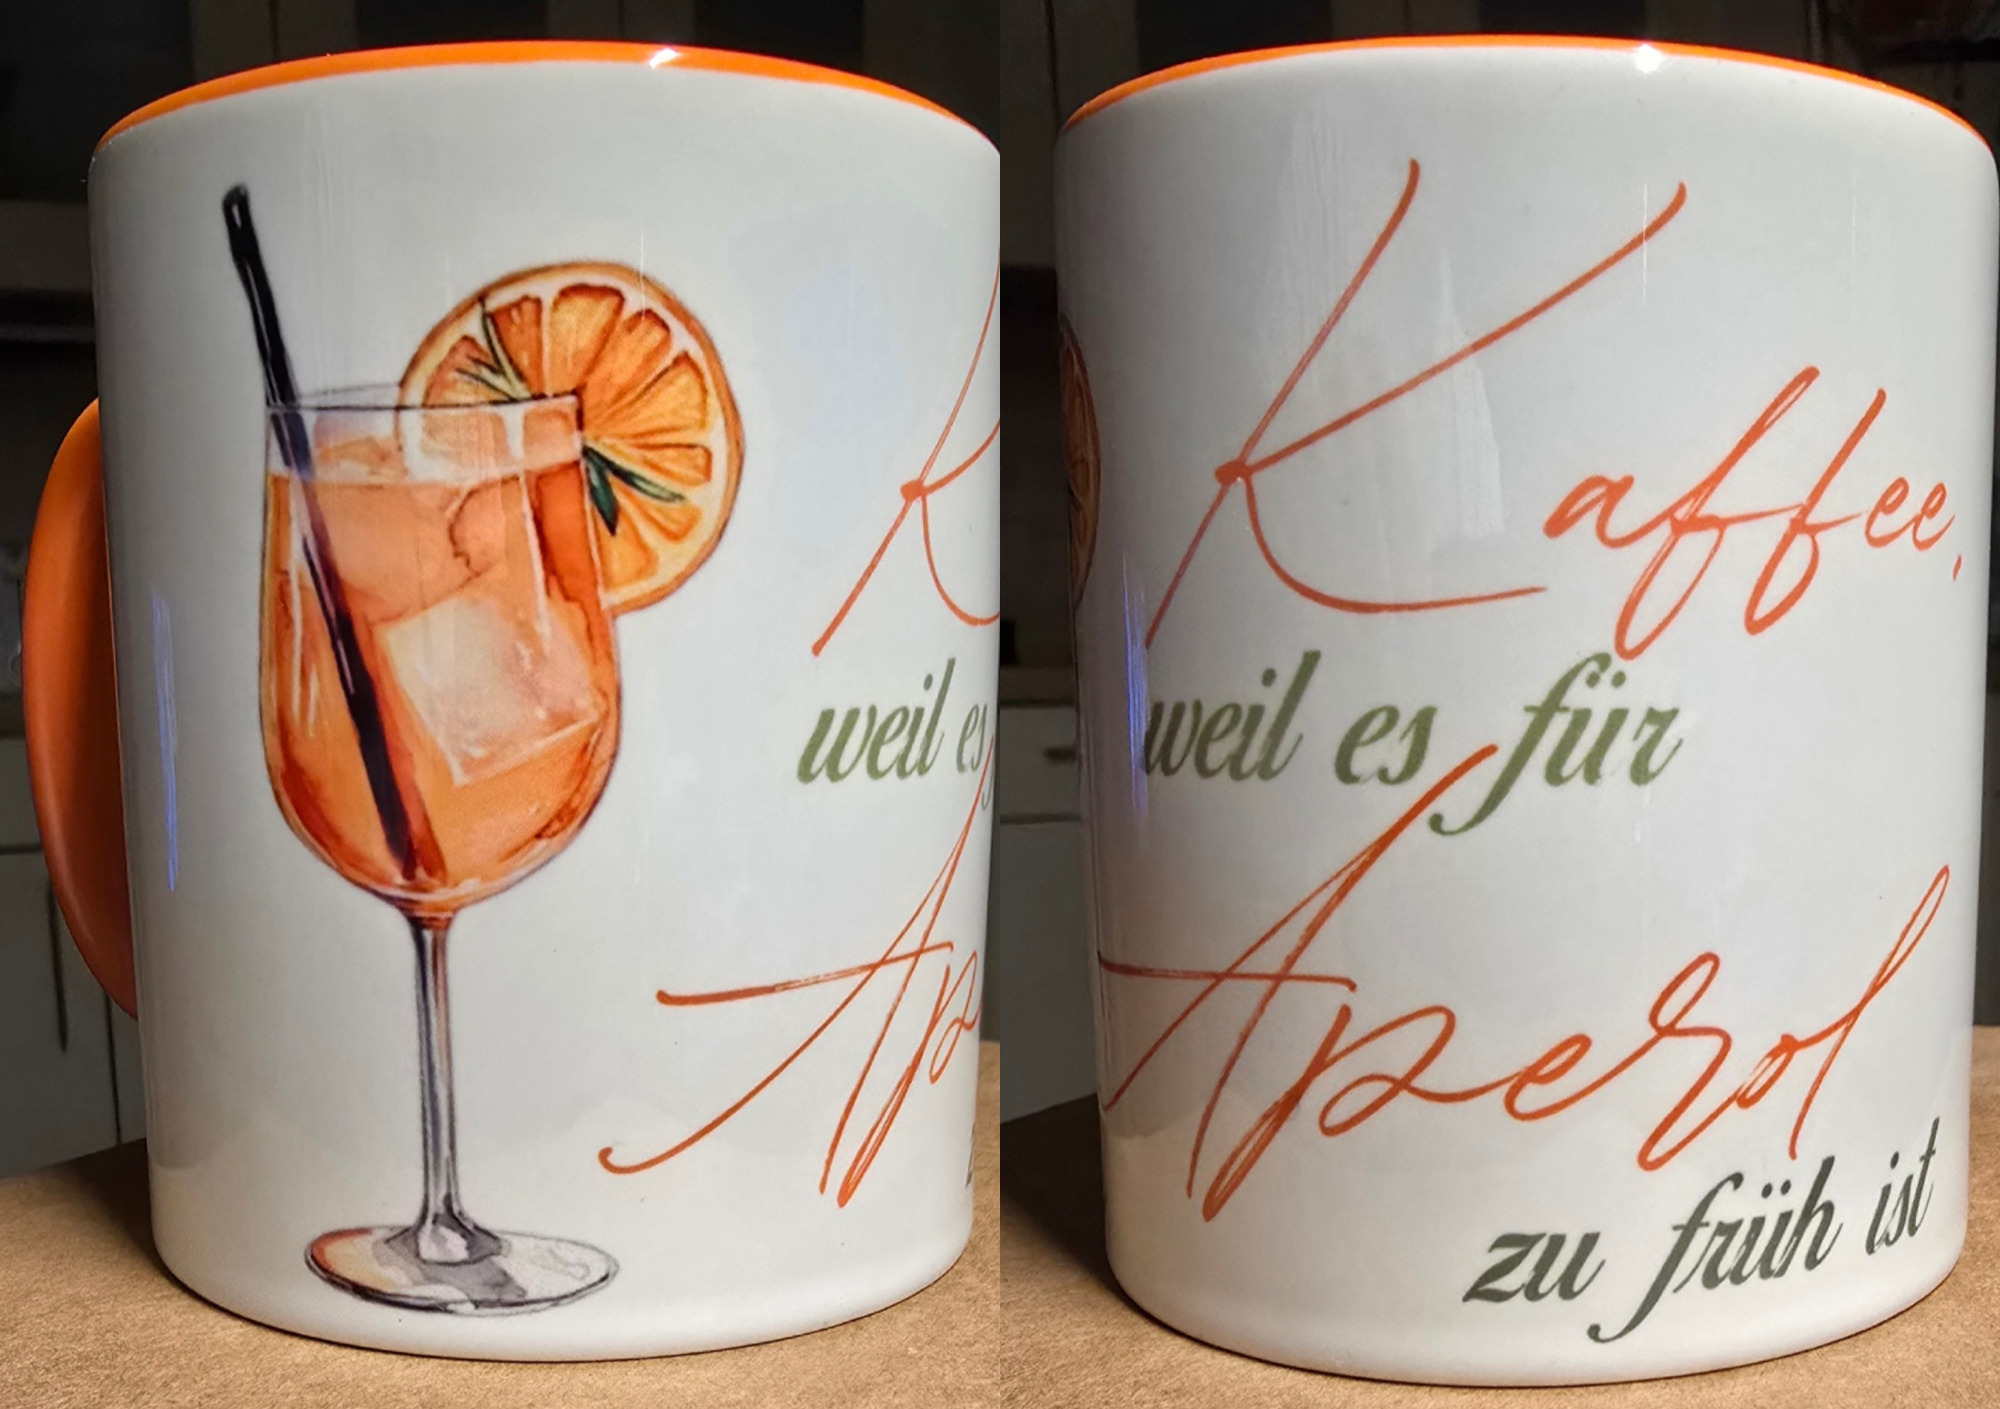 Kaffee,
weil es für
Aperol
zu früh ist